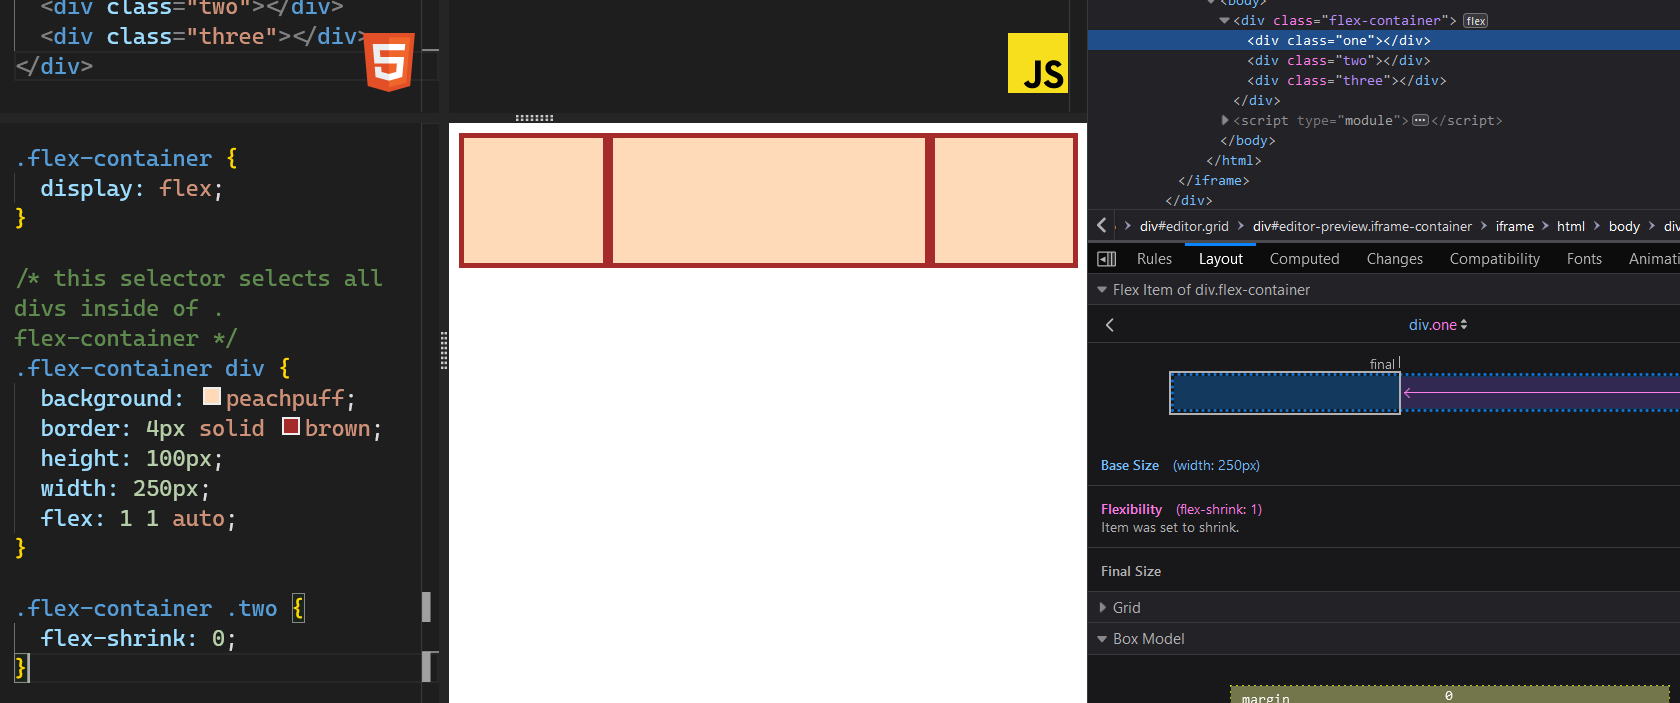 <div class="two"></div>
<div class="three"></div>
</div>
5
JS
.flex-container {
display: flex;
}
/* this selector selects all
divs inside of .
flex-container */
.flex-container div {
background: peachpuff;
border: 4px solid brown;
height: 100px;
width: 250px;
flex: 1 1 auto;
}
.flex-container .two {
flex-shrink: 0;
}
<body>
<div class="flex-container"> flex
<div class="one"></div>
<div class="two"></div>
<div class="three"></div>
</div>
<script type="module"></script>
</body>
</html>
</iframe>
</div>
div#editor.grid div#editor-preview.iframe-container iframe html body div
Rules Layout Computed Changes Compatibility Fonts Animati
Flex Item of div.flex-container
div.one
final
Base Size (width: 250px)
Flexibility (flex-shrink: 1)
Item was set to shrink.
Final Size
Grid
Box Model
margin 0